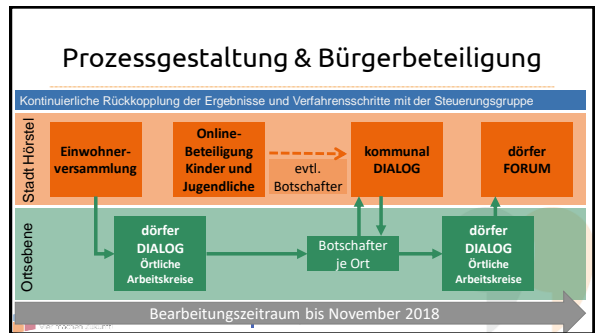 Prozessgestaltung & Bürgerbeteiligung
Kontinuierliche Rückkopplung der Ergebnisse und Verfahrensschritte mit der Steuerungsgruppe
Stadt Hörstel
Einwohner-
versammlung
Online-
Beteiligung
Kinder und
Jugendliche
evtl.
Botschafter
kommunal
DIALOG
dörfer
FORUM
Ortsebene
dörfer
DIALOG
Örtliche
Arbeitskreise
Botschafter
je Ort
dörfer
DIALOG
Örtliche
Arbeitskreise
Bearbeitungszeitraum bis November 2018